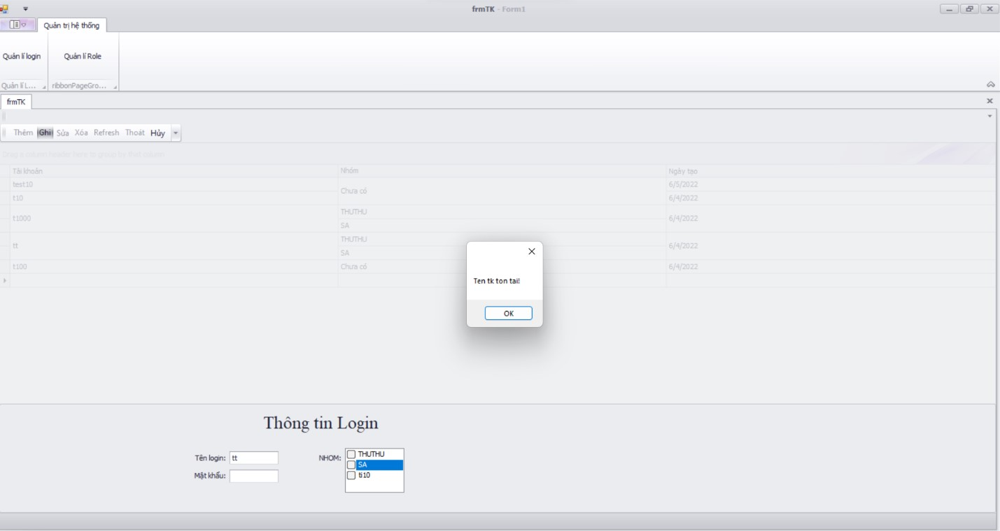 frmTK - Form1
Quản trị hệ thống
Quản lí login
Quản lí Role
Quản lí L...
ribbonPageGro...
frmTK
Thêm Ghi Sửa Xóa Refresh Thoát Hủy
Drag a column header here to group by that column
Tài khoản Nhóm Ngày tạo
test10 Chưa có 6/5/2022
t10 6/4/2022
t1000 THUTHU 6/4/2022
SA
tt THUTHU 6/4/2022
SA
t100 Chưa có 6/4/2022
Ten tk ton tai!
OK
Thông tin Login
Tên login: tt
Mật khẩu:
NHOM:
THUTHU
SA
ti10